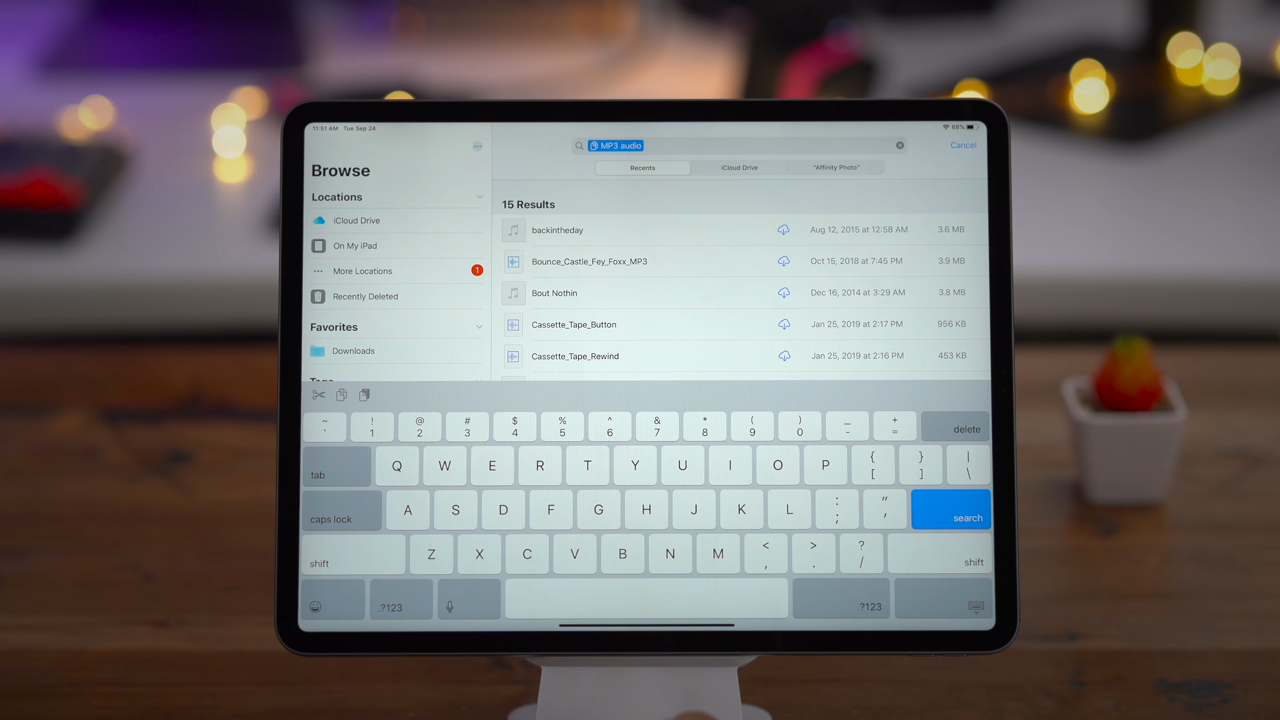 11:51 AM Tue Sep 24
69%
MP3 audio
Cancel
Recents
iCloud Drive
"Affinity Photo"
Browse
Locations
iCloud Drive
On My iPad
More Locations
1
Recently Deleted
Favorites
Downloads
Tags
15 Results
backintheday
Aug 12, 2015 at 12:58 AM
3.6 MB
Bounce_Castle_Fey_Foxx_MP3
Oct 15, 2018 at 7:45 PM
3.9 MB
Bout Nothin
Dec 16, 2014 at 3:29 AM
3.8 MB
Cassette_Tape_Button
Jan 25, 2019 at 2:17 PM
956 KB
Cassette_Tape_Rewind
Jan 25, 2019 at 2:16 PM
453 KB
~ ! @ # $ % ^ & * ( ) _ +
` 1 2 3 4 5 6 7 8 9 0 - = delete
tab Q W E R T Y U I O P { [ } ] | \
caps lock A S D F G H J K L : ; " ' search
shift Z X C V B N M < , > . ? / shift
.?123 .?123